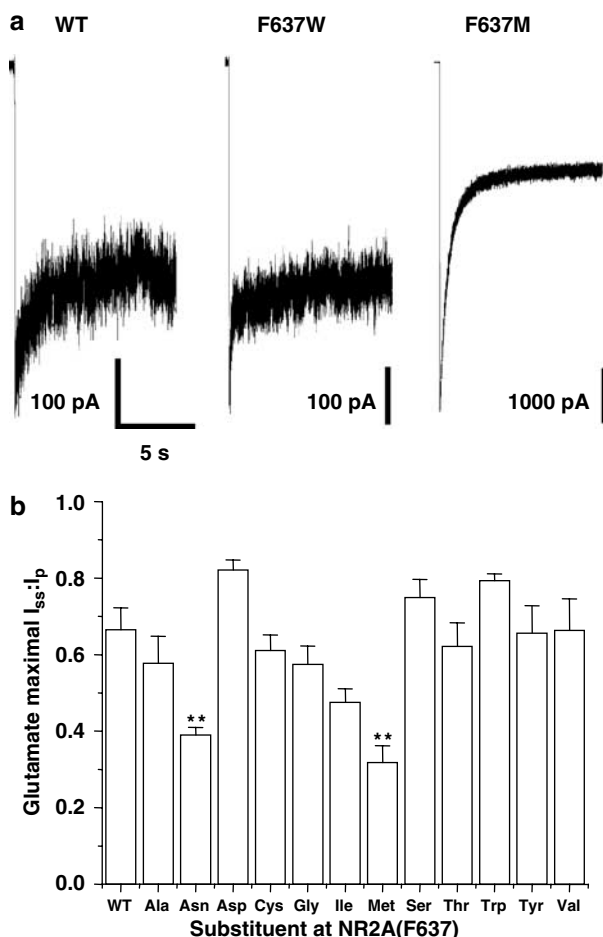 a WT F637W F637M
100 pA 100 pA 1000 pA
5 s
b
Glutamate maximal Iss:Ip
1.0
0.8
0.6
0.4
0.2
0.0
** **
WT Ala Asn Asp Cys Gly Ile Met Ser Thr Trp Tyr Val
Substituent at NR2A(F637)